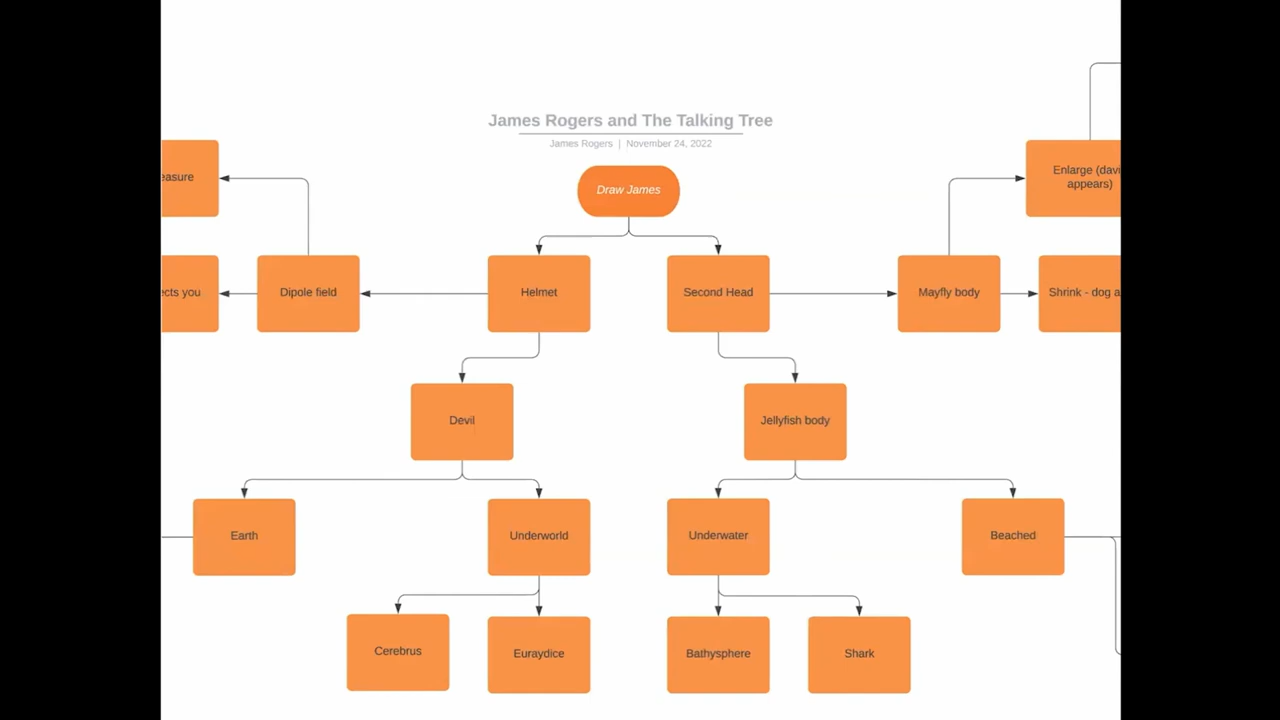 James Rogers and The Talking Tree
James Rogers | November 24, 2022
Draw James
easure
Enlarge (davi
appears)
ects you
Dipole field
Helmet
Second Head
Mayfly body
Shrink - dog a
Devil
Jellyfish body
Earth
Underworld
Underwater
Beached
Cerebrus
Euraydice
Bathysphere
Shark